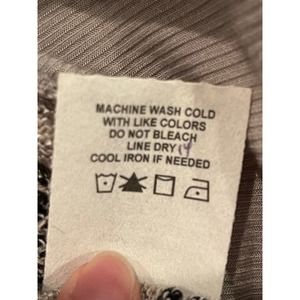 MACHINE WASH COLD
WITH LIKE COLORS
DO NOT BLEACH
LINE DRY
COOL IRON IF NEEDED